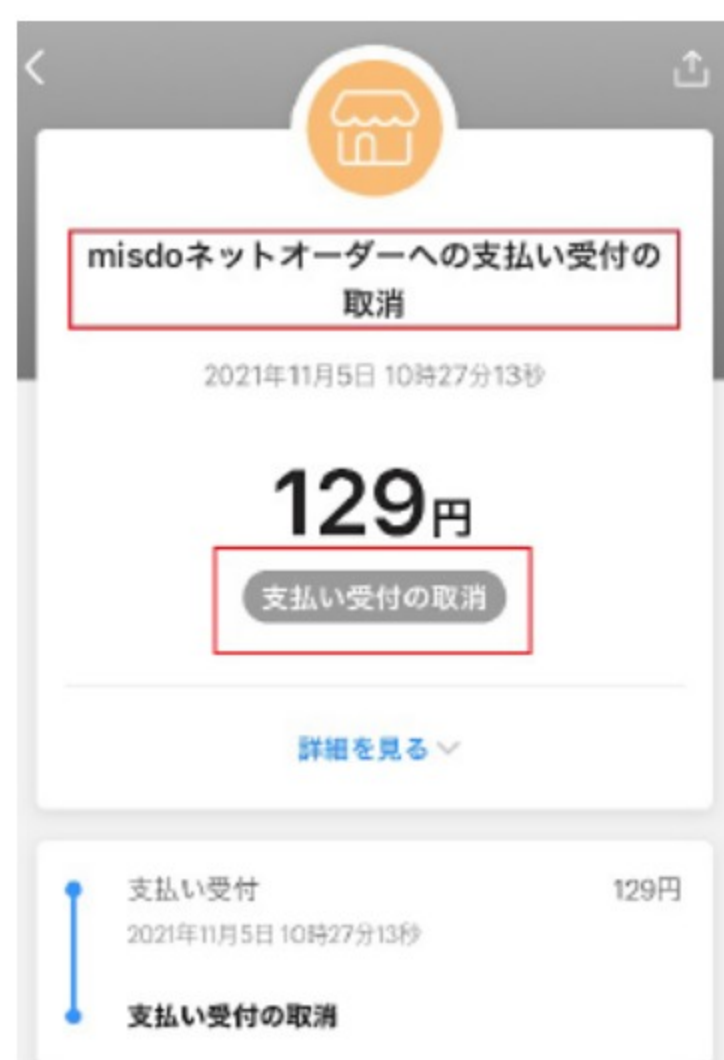 misdoネットオーダーへの支払い受付の
取消
2021年11月5日 10時27分13秒
129円
支払い受付の取消
詳細を見る
支払い受付 129円
2021年11月5日 10時27分13秒
支払い受付の取消